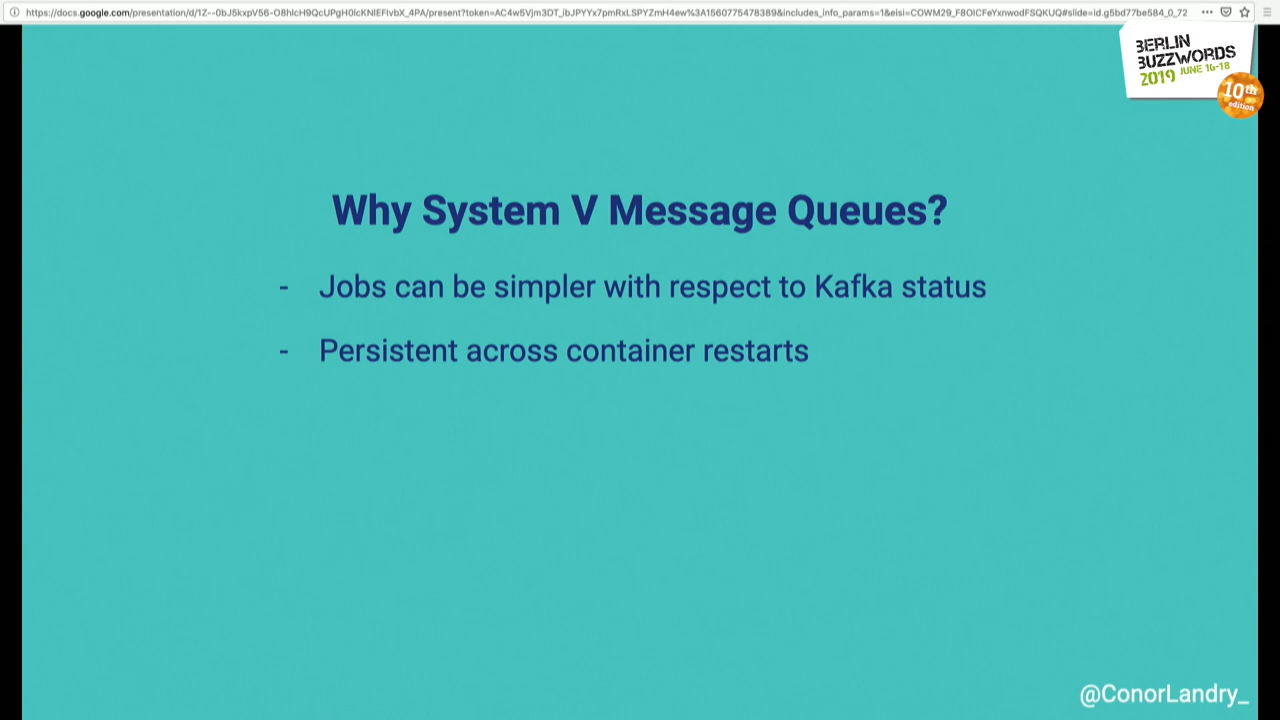 BERLIN
BUZZWORDS
2019 JUNE 16-18
10th
edition
Why System V Message Queues?
- Jobs can be simpler with respect to Kafka status
- Persistent across container restarts
@ConorLandry_